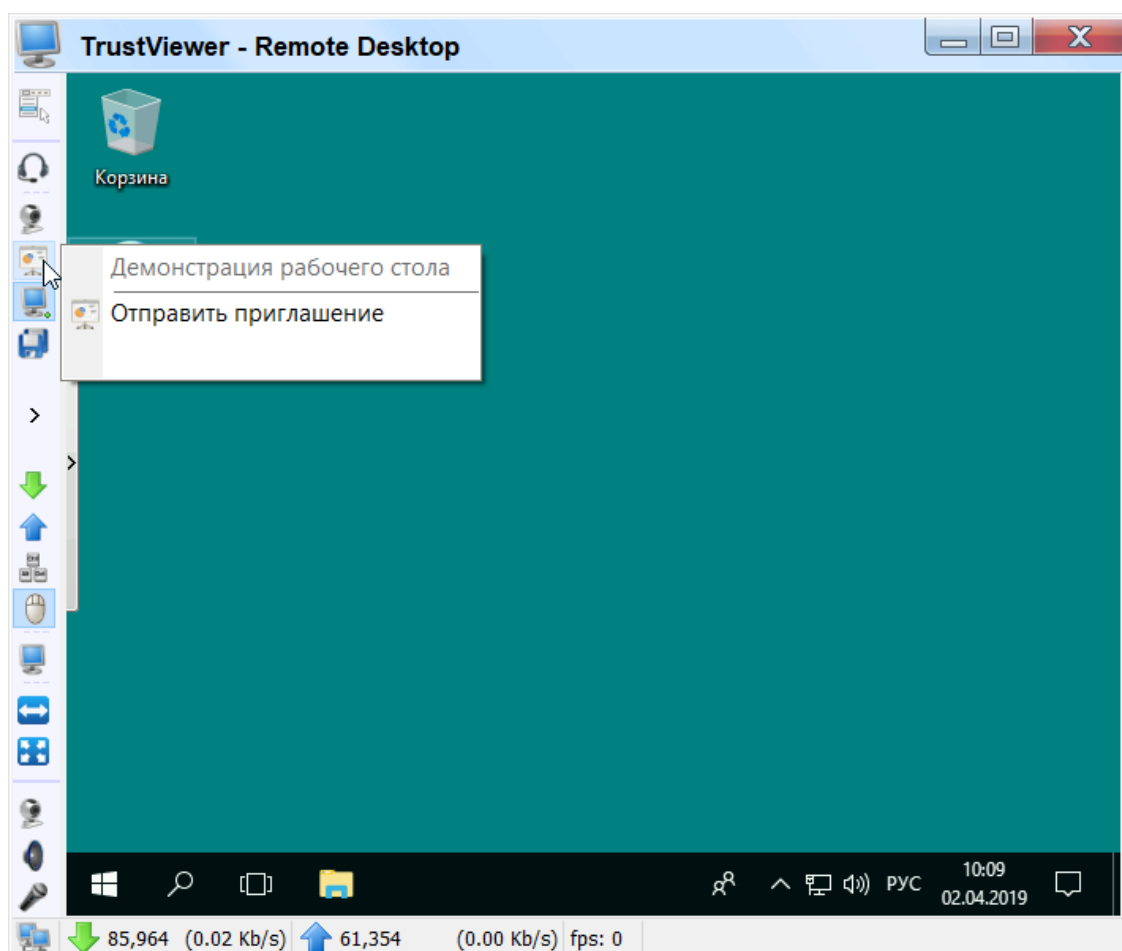 TrustViewer - Remote Desktop
Корзина
Демонстрация рабочего стола
Отправить приглашение
РУС
10:09
02.04.2019
85,964 (0.02 Kb/s) 61,354 (0.00 Kb/s) fps: 0